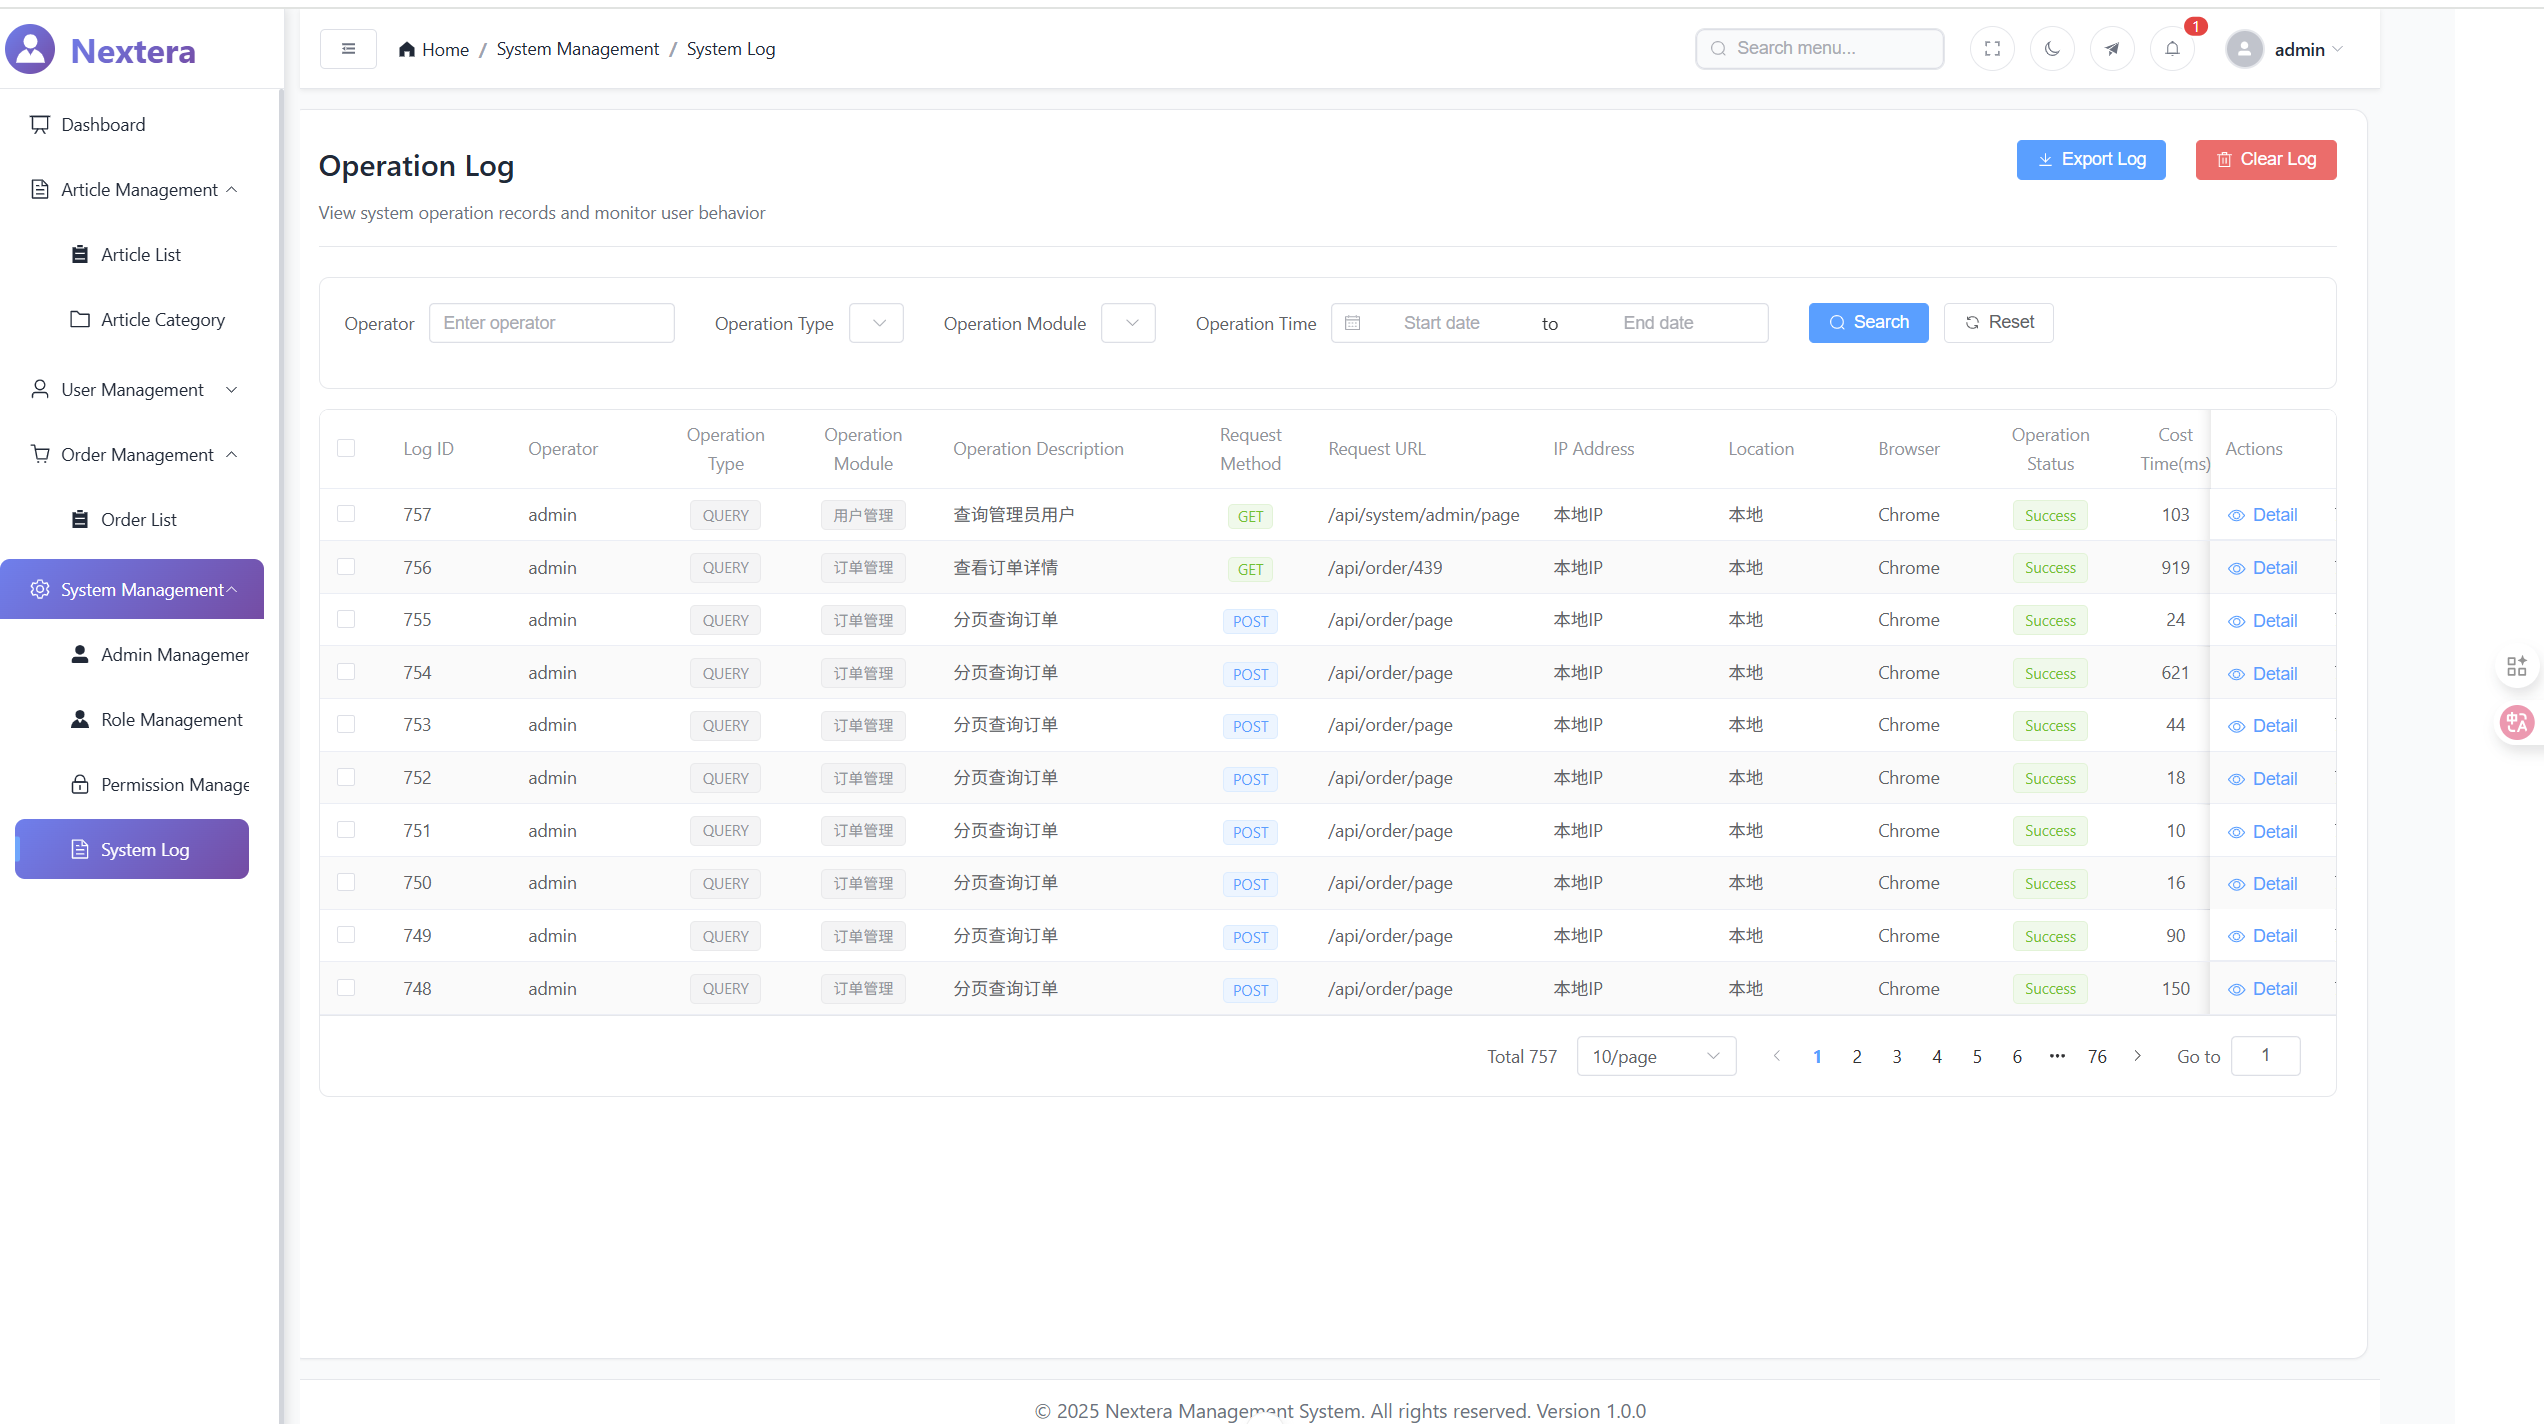 Nextera
Home / System Management / System Log
Search menu...
1
admin
Dashboard
Article Management
Article List
Article Category
User Management
Order Management
Order List
System Management
Admin Managemen
Role Management
Permission Manage
System Log
Operation Log
Export Log
Clear Log
View system operation records and monitor user behavior
Operator Enter operator Operation Type Operation Module Operation Time Start date to End date Search Reset
Log ID Operator Operation Type Operation Module Operation Description Request Method Request URL IP Address Location Browser Operation Status Cost Time(ms) Actions
757 admin QUERY 用户管理 查询管理员用户 GET /api/system/admin/page 本地IP 本地 Chrome Success 103 Detail
756 admin QUERY 订单管理 查看订单详情 GET /api/order/439 本地IP 本地 Chrome Success 919 Detail
755 admin QUERY 订单管理 分页查询订单 POST /api/order/page 本地IP 本地 Chrome Success 24 Detail
754 admin QUERY 订单管理 分页查询订单 POST /api/order/page 本地IP 本地 Chrome Success 621 Detail
753 admin QUERY 订单管理 分页查询订单 POST /api/order/page 本地IP 本地 Chrome Success 44 Detail
752 admin QUERY 订单管理 分页查询订单 POST /api/order/page 本地IP 本地 Chrome Success 18 Detail
751 admin QUERY 订单管理 分页查询订单 POST /api/order/page 本地IP 本地 Chrome Success 10 Detail
750 admin QUERY 订单管理 分页查询订单 POST /api/order/page 本地IP 本地 Chrome Success 16 Detail
749 admin QUERY 订单管理 分页查询订单 POST /api/order/page 本地IP 本地 Chrome Success 90 Detail
748 admin QUERY 订单管理 分页查询订单 POST /api/order/page 本地IP 本地 Chrome Success 150 Detail
Total 757 10/page 1 2 3 4 5 6 ••• 76 Go to 1
© 2025 Nextera Management System. All rights reserved. Version 1.0.0